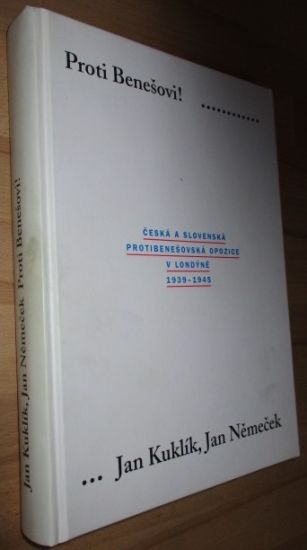 Proti Benešovi!
............
ČESKÁ A SLOVENSKÁ
PROTIBENEŠOVSKÁ OPOZICE
V LONDÝNĚ
1939–1945
... Jan Kuklík, Jan Němeček
Jan Kuklík, Jan Němeček Proti Benešovi!